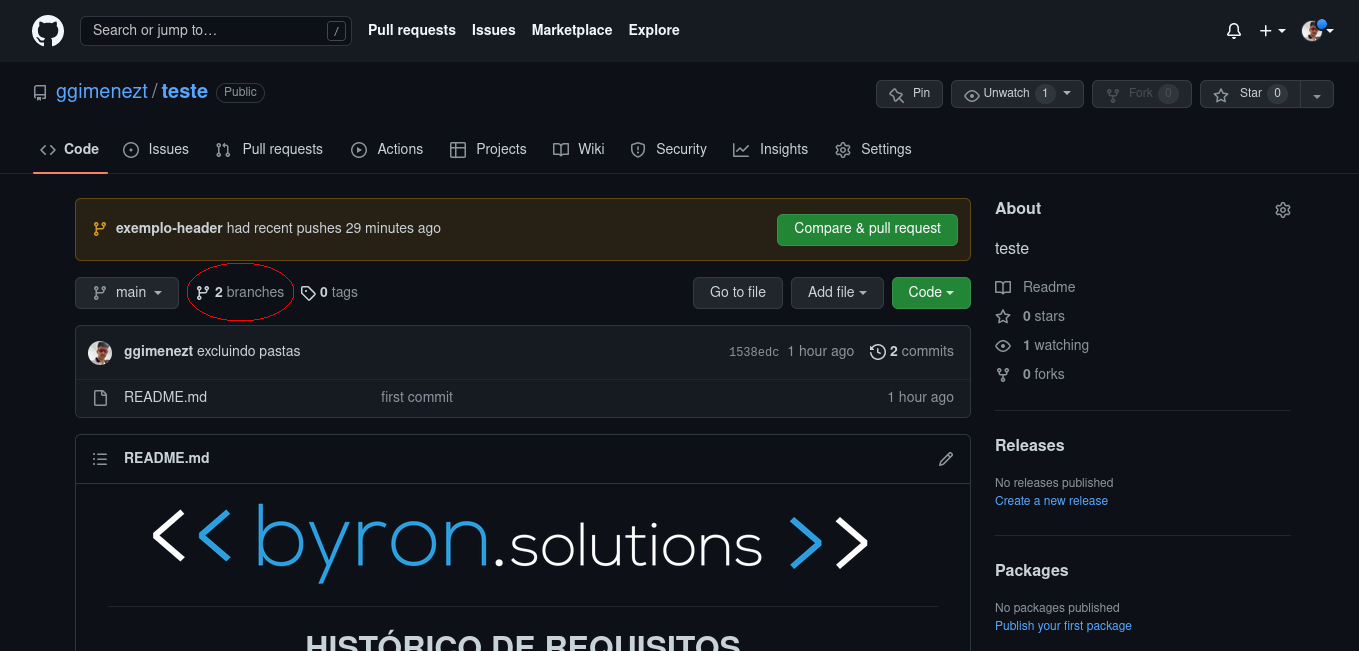 Search or jump to… /
Pull requests Issues Marketplace Explore
ggimenezt / teste Public
Pin Unwatch 1 Fork 0 Star 0
Code Issues Pull requests Actions Projects Wiki Security Insights Settings
exemplo-header had recent pushes 29 minutes ago
Compare & pull request
main 2 branches 0 tags
Go to file Add file Code
ggimenezt excluindo pastas 1538edc 1 hour ago 2 commits
README.md first commit 1 hour ago
README.md
<< byron.solutions >>
HISTÓRICO DE REQUISITOS
About
teste
Readme
0 stars
1 watching
0 forks
Releases
No releases published
Create a new release
Packages
No packages published
Publish your first package